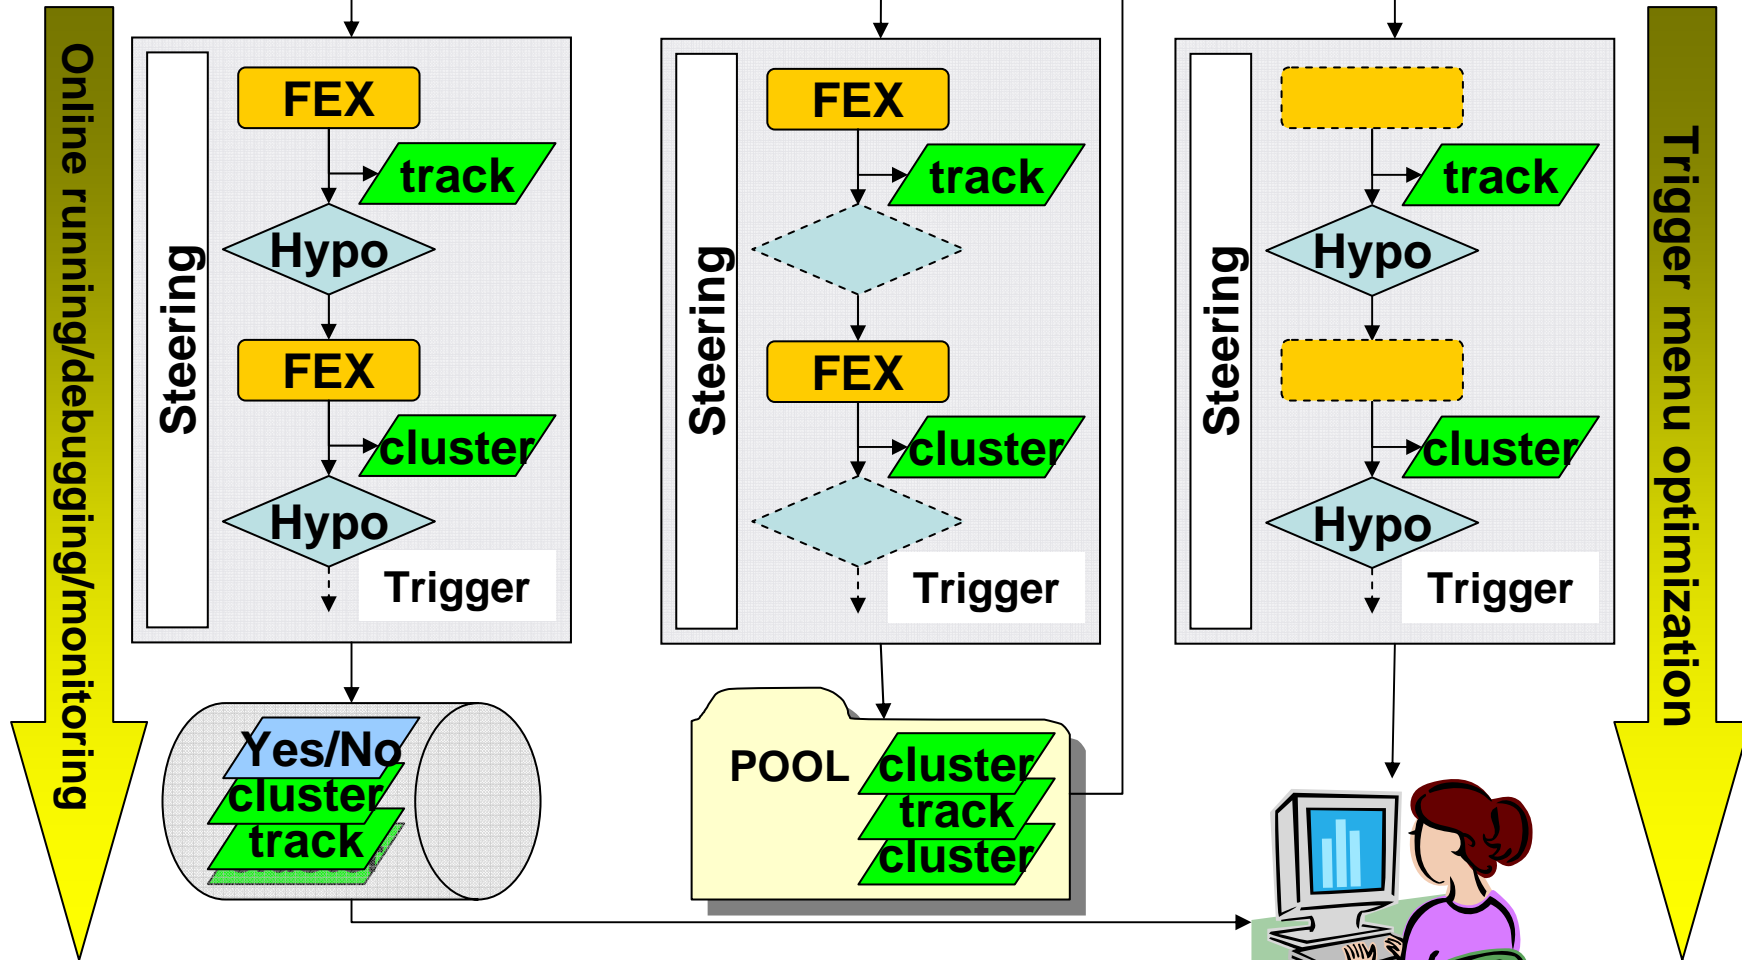 Online running/debugging/monitoring
Steering
FEX
track
Hypo
FEX
cluster
Hypo
Trigger
Yes/No
cluster
track
Steering
FEX
track
FEX
cluster
Trigger
POOL
cluster
track
cluster
Steering
track
Hypo
cluster
Hypo
Trigger
Trigger menu optimization